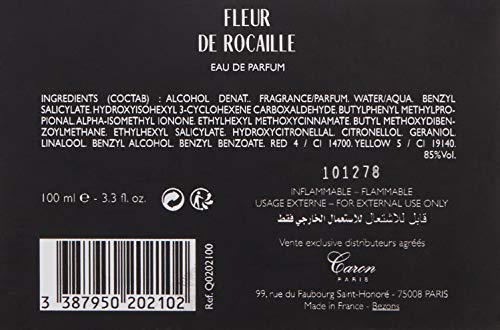 FLEUR
DE ROCAILLE
EAU DE PARFUM
INGREDIENTS (COCTAB) : ALCOHOL DENAT.. FRAGRANCE/PARFUM. WATER/AQUA. BENZYL
SALICYLATE. HYDROXYISOHEXYL 3-CYCLOHEXENE CARBOXALDEHYDE. BUTYLPHENYL METHYLPRO-
PIONAL. ALPHA-ISOMETHYL IONONE. ETHYLHEXYL METHOXYCINNAMATE. BUTYL METHOXYDIBEN-
ZOYLMETHANE. ETHYLHEXYL SALICYLATE. HYDROXYCITRONELLAL. CITRONELLOL. GERANIOL.
LINALOOL. BENZYL ALCOHOL. BENZYL BENZOATE. RED 4 / CI 14700. YELLOW 5 / CI 19140.
85%Vol.
100 ml ℮ - 3.3 fl. oz.
101278
INFLAMMABLE – FLAMMABLE
USAGE EXTERNE – FOR EXTERNAL USE ONLY
قابل للاشتعال للاستعمال الخارجي فقط
Vente exclusive distributeurs agréés
Caron
PARIS
99, rue du Faubourg Saint-Honoré - 75008 PARIS
Made in France - Bezons
3 387950 202102
Ref. Q0202100